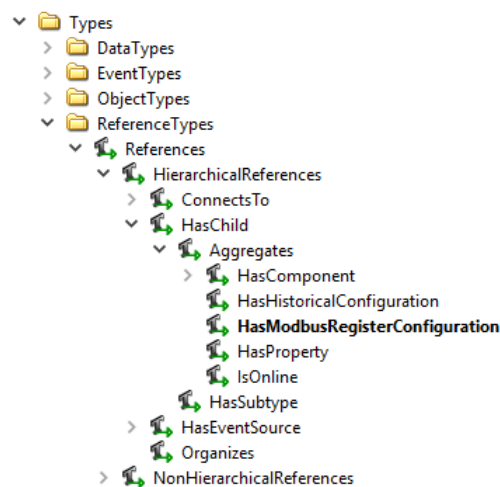 Types
DataTypes
EventTypes
ObjectTypes
ReferenceTypes
References
HierarchicalReferences
ConnectsTo
HasChild
Aggregates
HasComponent
HasHistoricalConfiguration
HasModbusRegisterConfiguration
HasProperty
IsOnline
HasSubtype
HasEventSource
Organizes
NonHierarchicalReferences